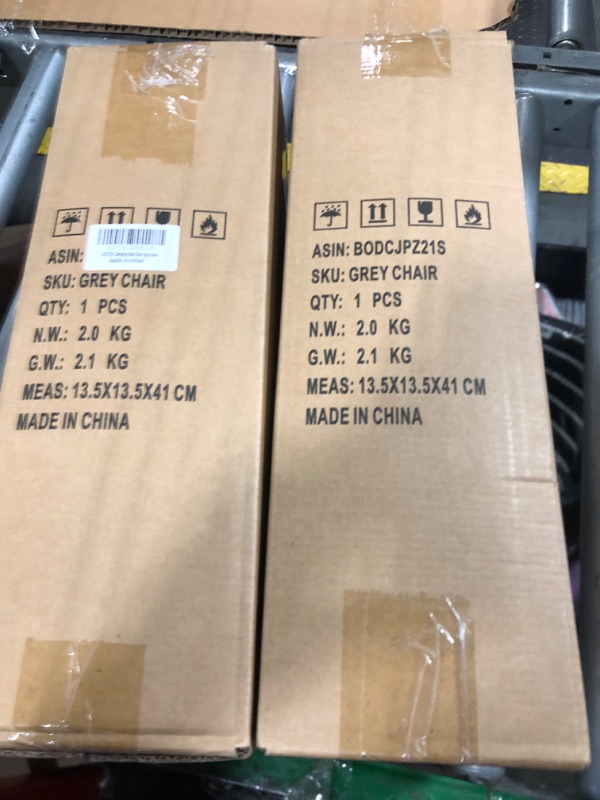 ASIN:
SKU: GREY CHAIR
QTY: 1 PCS
N.W.: 2.0 KG
G.W.: 2.1 KG
MEAS: 13.5X13.5X41 CM
MADE IN CHINA
ASIN: BODCJPZ21S
SKU: GREY CHAIR
QTY: 1 PCS
N.W.: 2.0 KG
G.W.: 2.1 KG
MEAS: 13.5X13.5X41 CM
MADE IN CHINA